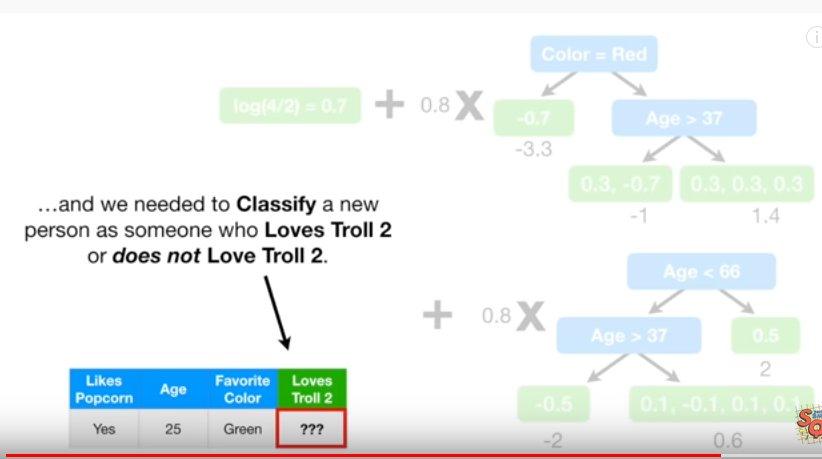 Color = Red
log(4/2) = 0.7 + 0.8 X
-0.7
Age > 37
-3.3
0.3, -0.7
0.3, 0.3, 0.3
-1
1.4
…and we needed to Classify a new
person as someone who Loves Troll 2
or does not Love Troll 2.
Age < 66
+ 0.8 X
Age > 37
0.5
2
-0.5
0.1, -0.1, 0.1,
-2
0.6
Likes Popcorn Age Favorite Color Loves Troll 2
Yes 25 Green ???